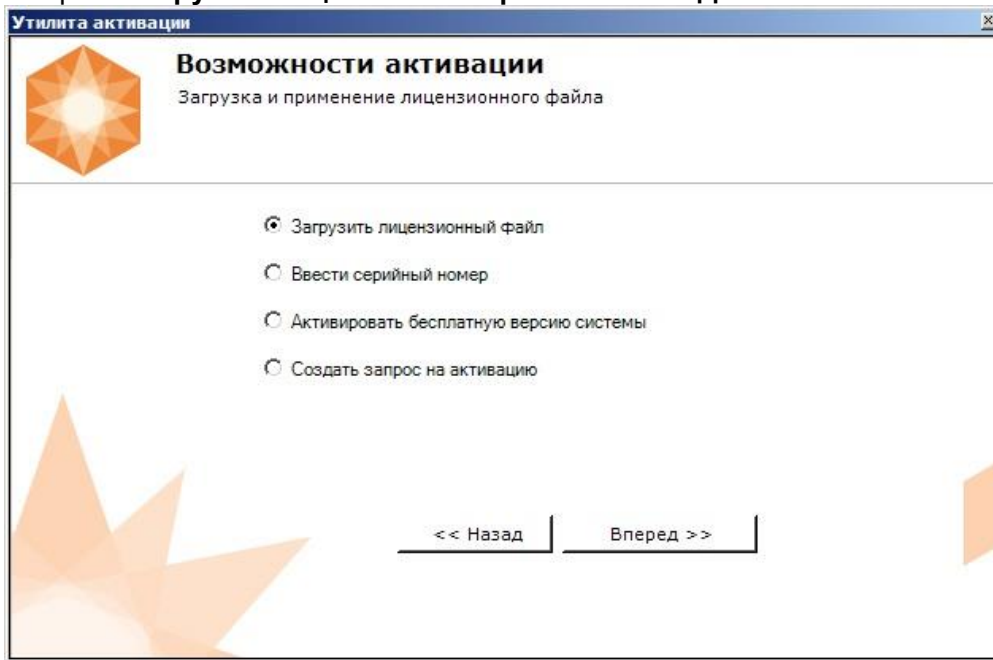 Утилита активации
Возможности активации
Загрузка и применение лицензионного файла
Загрузить лицензионный файл
Ввести серийный номер
Активировать бесплатную версию системы
Создать запрос на активацию
<< Назад
Вперед >>